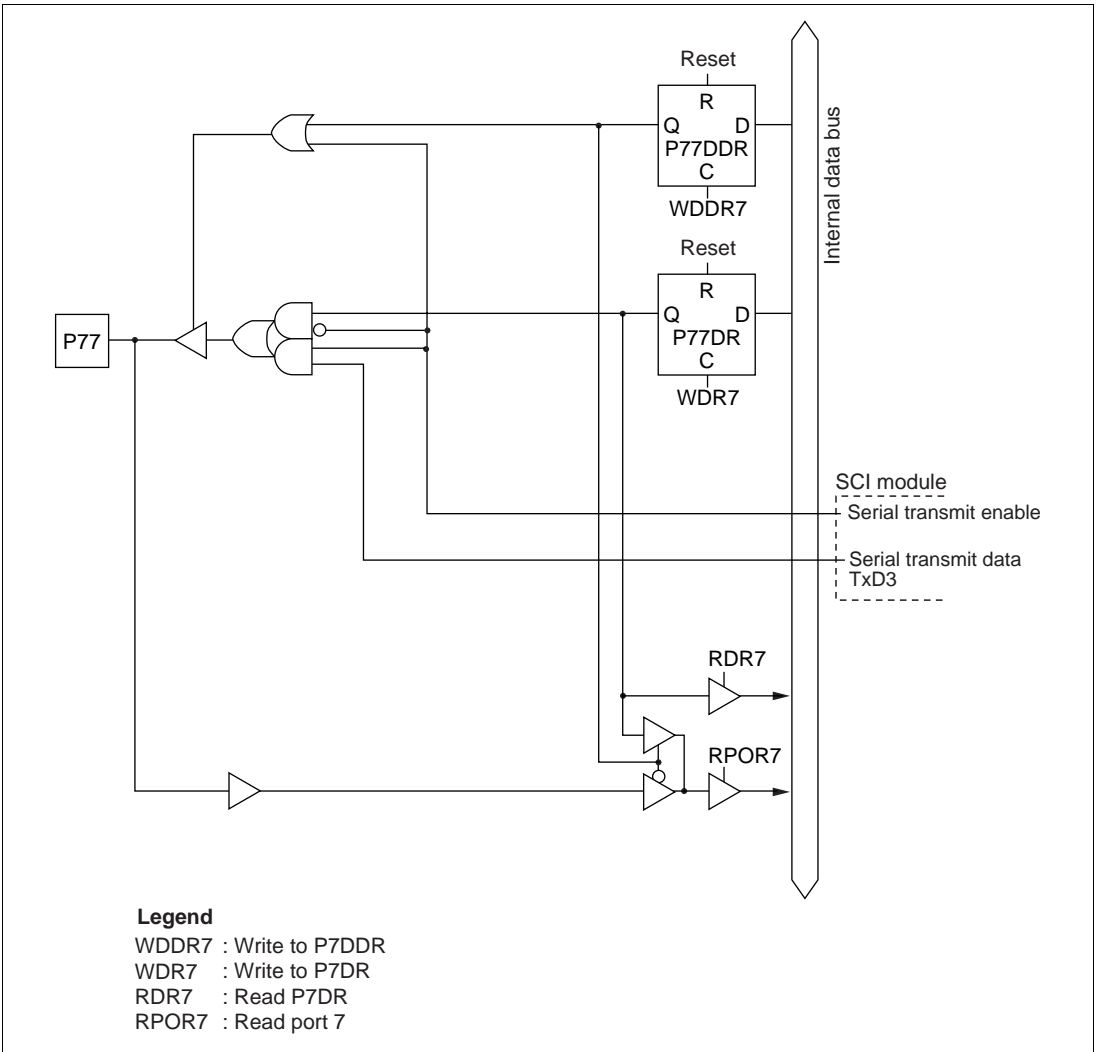 Reset
R
Q D
P77DDR
C
WDDR7
Internal data bus
Reset
R
Q D
P77DR
C
WDR7
P77
SCI module
Serial transmit enable
Serial transmit data
TxD3
RDR7
RPOR7
Legend
WDDR7 : Write to P7DDR
WDR7 : Write to P7DR
RDR7 : Read P7DR
RPOR7 : Read port 7